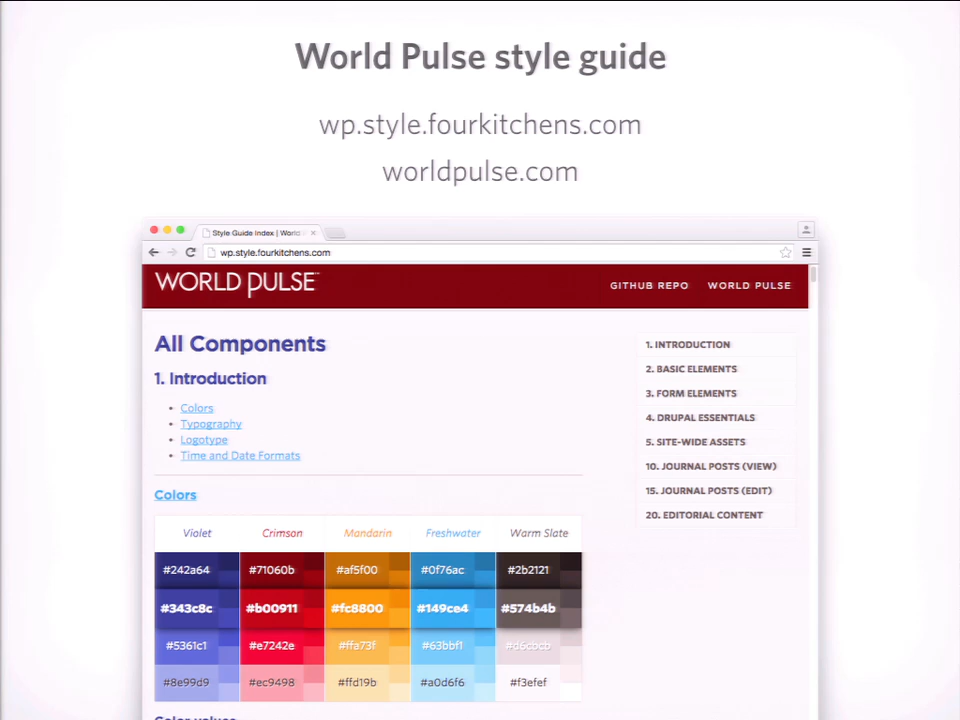 World Pulse style guide
wp.style.fourkitchens.com
worldpulse.com
Style Guide Index | World
wp.style.fourkitchens.com
WORLD PULSE
GITHUB REPO WORLD PULSE
All Components
1. Introduction
• Colors
• Typography
• Logotype
• Time and Date Formats
1. INTRODUCTION
2. BASIC ELEMENTS
3. FORM ELEMENTS
4. DRUPAL ESSENTIALS
5. SITE-WIDE ASSETS
10. JOURNAL POSTS (VIEW)
15. JOURNAL POSTS (EDIT)
20. EDITORIAL CONTENT
Colors
Violet Crimson Mandarin Freshwater Warm Slate
#242a64 #71060b #af5f00 #0f76ac #2b2121
#343c8c #b00911 #fc8800 #149ce4 #574b4b
#5361c1 #e7242e #ffa73f #63bbf1 #d6cbcb
#8e99d9 #ec9498 #ffd19b #a0d6f6 #f3efef
Color values